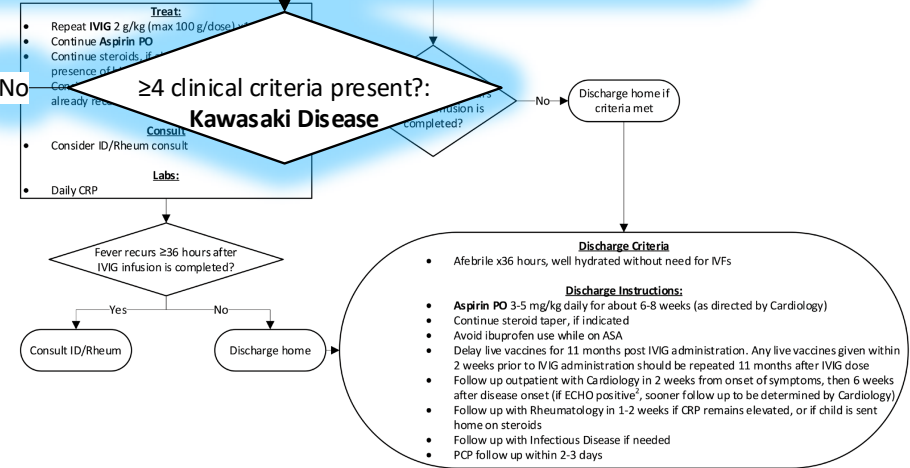 Treat:
Repeat IVIG 2 g/kg (max 100 g/dose)
Continue Aspirin PO
Continue steroids, if
presence of
already
No
≥4 clinical criteria present?:
Kawasaki Disease
completed?
No
Discharge home if
criteria met
Consult
Consider ID/Rheum consult
Labs:
Daily CRP
Fever recurs ≥36 hours after
IVIG infusion is completed?
Yes
No
Consult ID/Rheum
Discharge home
Discharge Criteria
Afebrile x36 hours, well hydrated without need for IVFs
Discharge Instructions:
Aspirin PO 3-5 mg/kg daily for about 6-8 weeks (as directed by Cardiology)
Continue steroid taper, if indicated
Avoid ibuprofen use while on ASA
Delay live vaccines for 11 months post IVIG administration. Any live vaccines given within
2 weeks prior to IVIG administration should be repeated 11 months after IVIG dose
Follow up outpatient with Cardiology in 2 weeks from onset of symptoms, then 6 weeks
after disease onset (if ECHO positive², sooner follow up to be determined by Cardiology)
Follow up with Rheumatology in 1-2 weeks if CRP remains elevated, or if child is sent
home on steroids
Follow up with Infectious Disease if needed
PCP follow up within 2-3 days